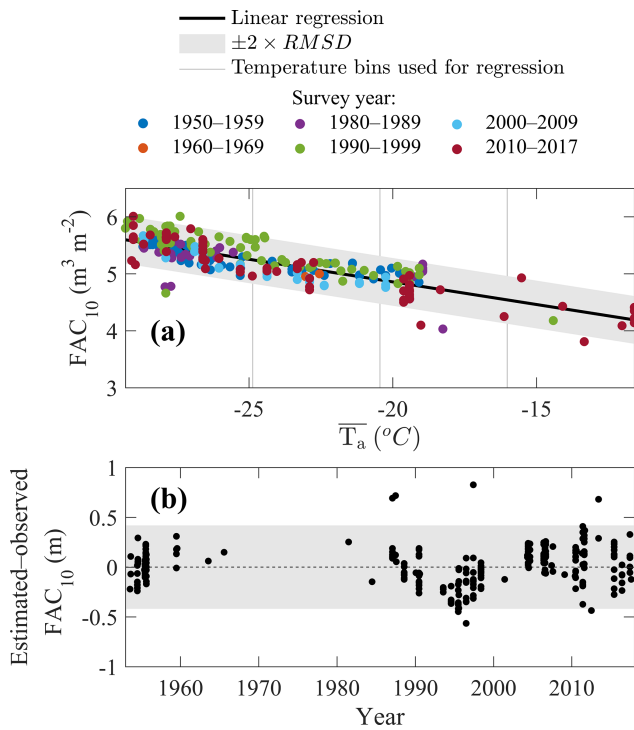 Linear regression
±2 × RMSD
Temperature bins used for regression
Survey year:
1950–1959 1980–1989 2000–2009
1960–1969 1990–1999 2010–2017
6
5
4
3
FAC10 (m3 m−2)
(a)
-25 -20 -15
Ta (oC)
1
0.5
0
-0.5
-1
Estimated–observed
FAC10 (m)
(b)
1960 1970 1980 1990 2000 2010
Year